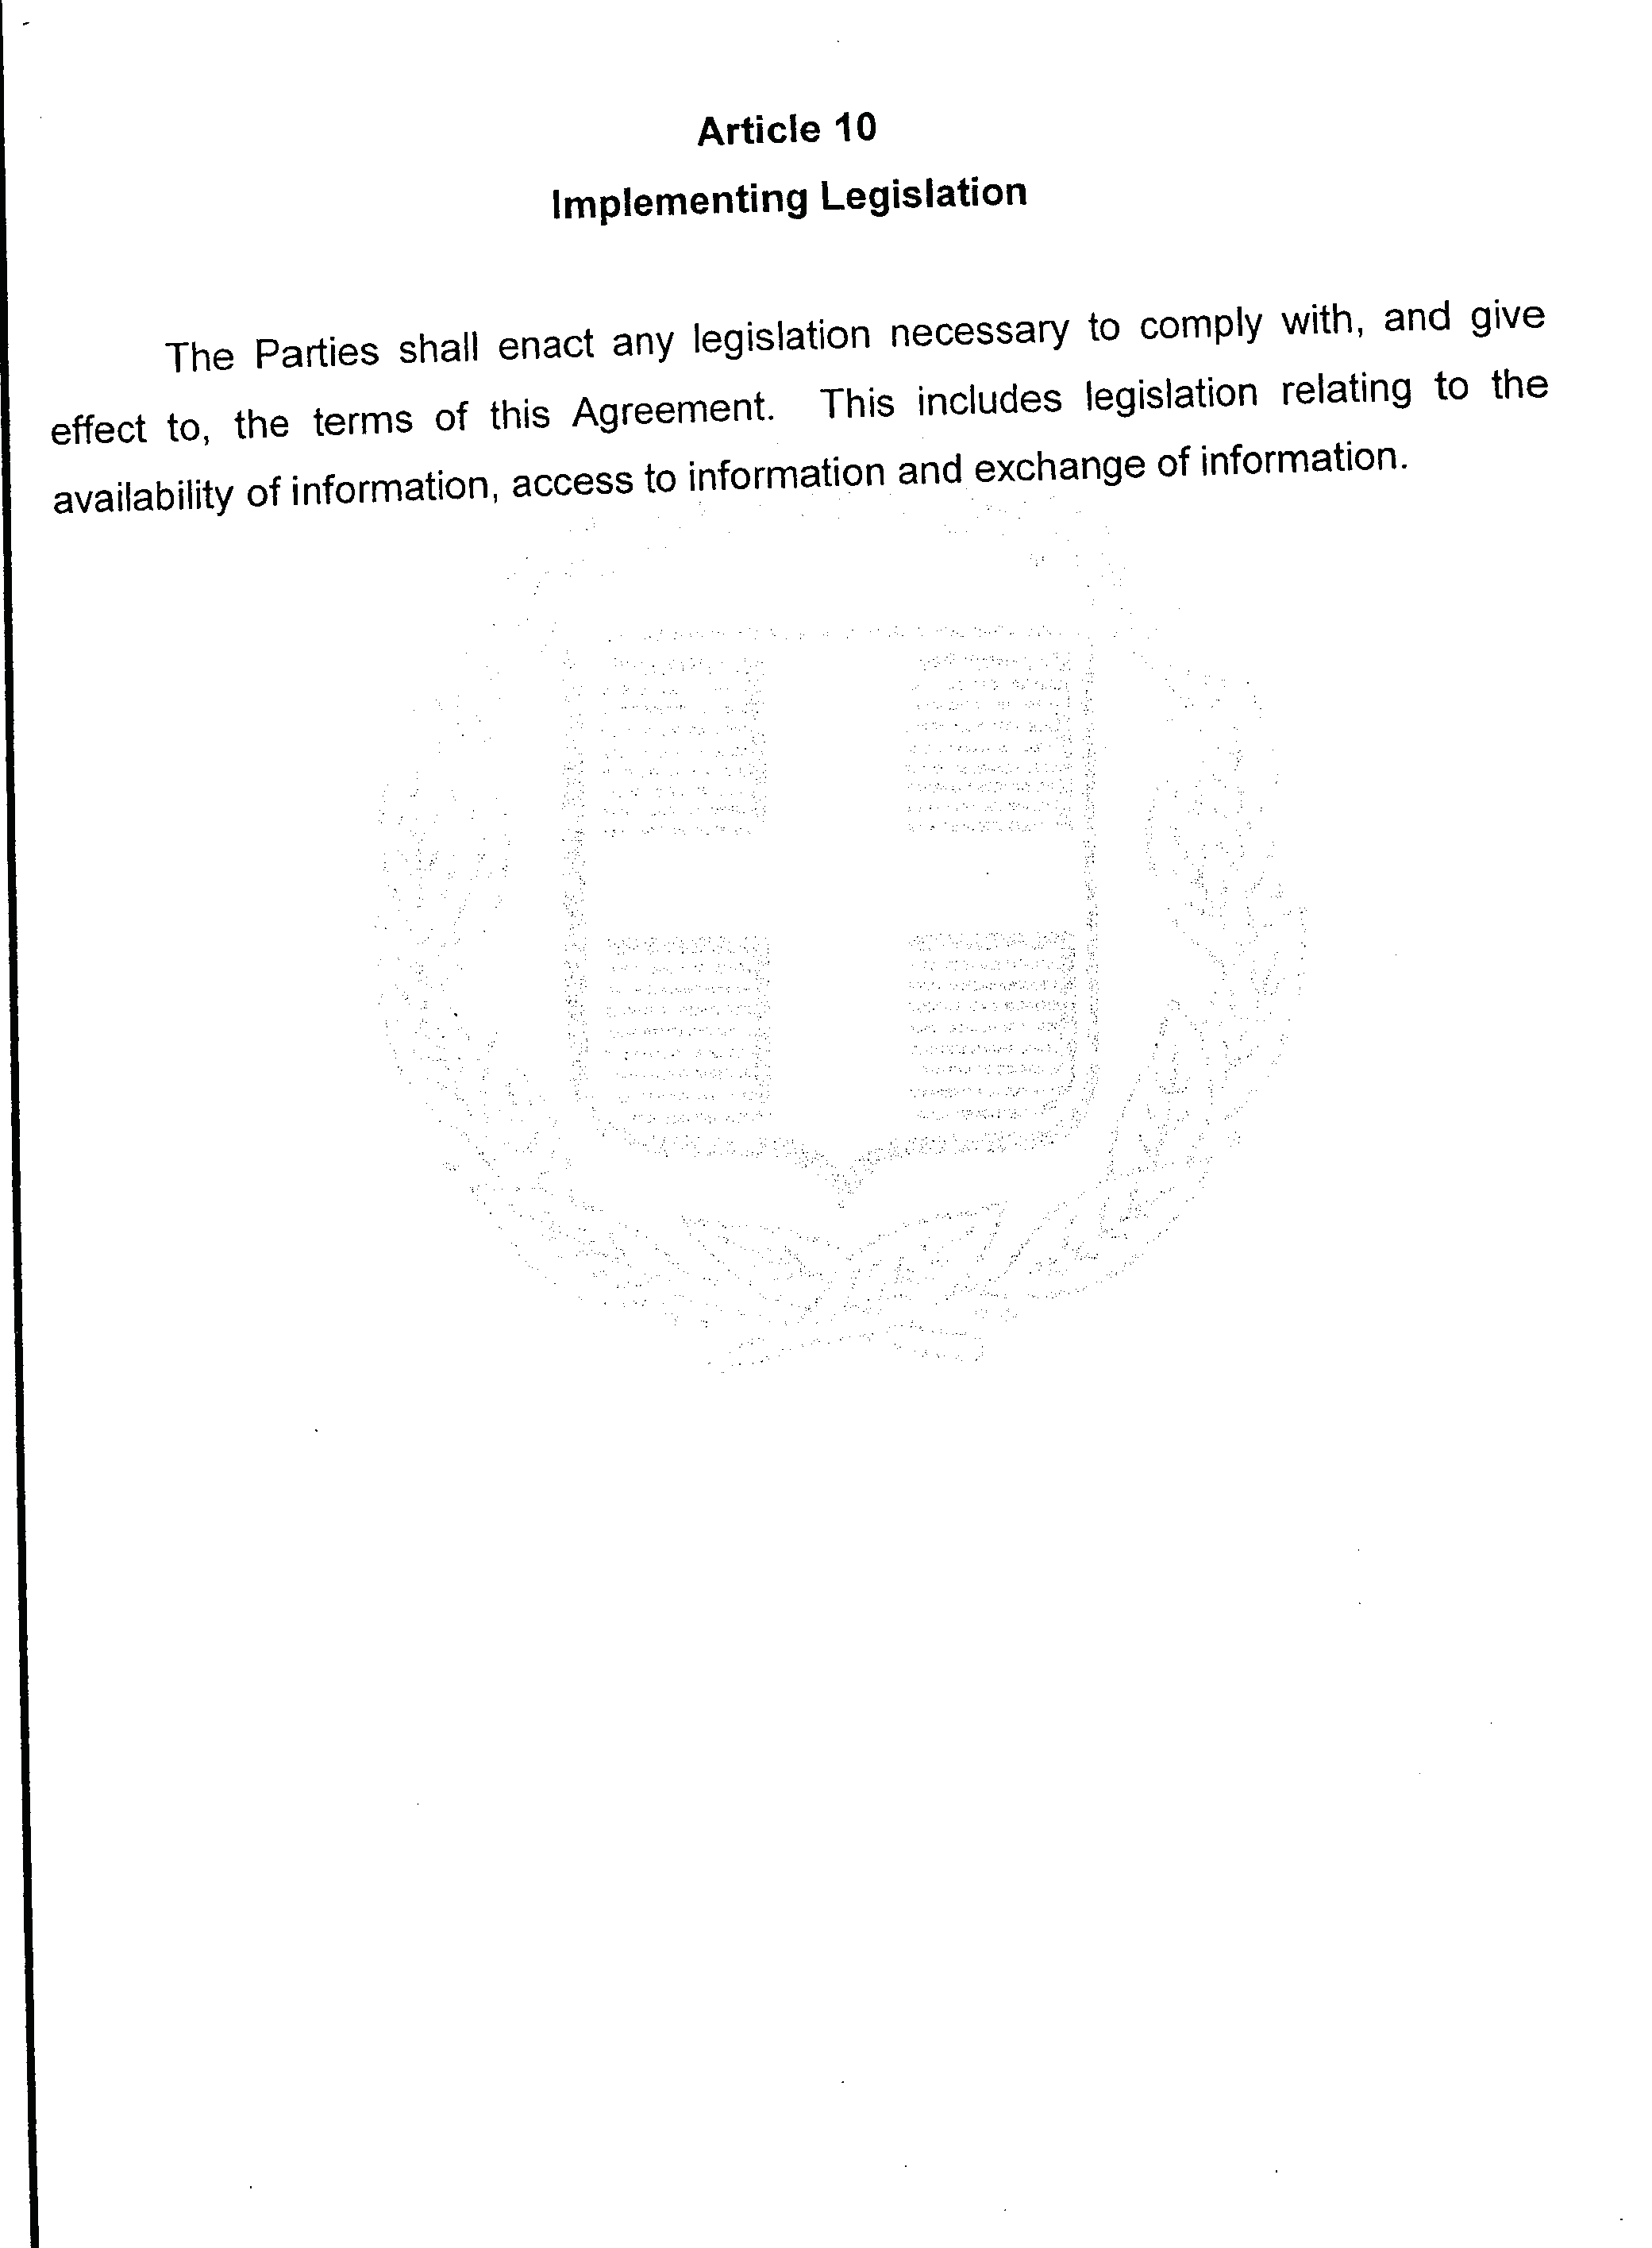 Article 10
Implementing Legislation
The Parties shall enact any legislation necessary to comply with, and give
effect to, the terms of this Agreement. This includes legislation relating to the
availability of information, access to information and exchange of information.